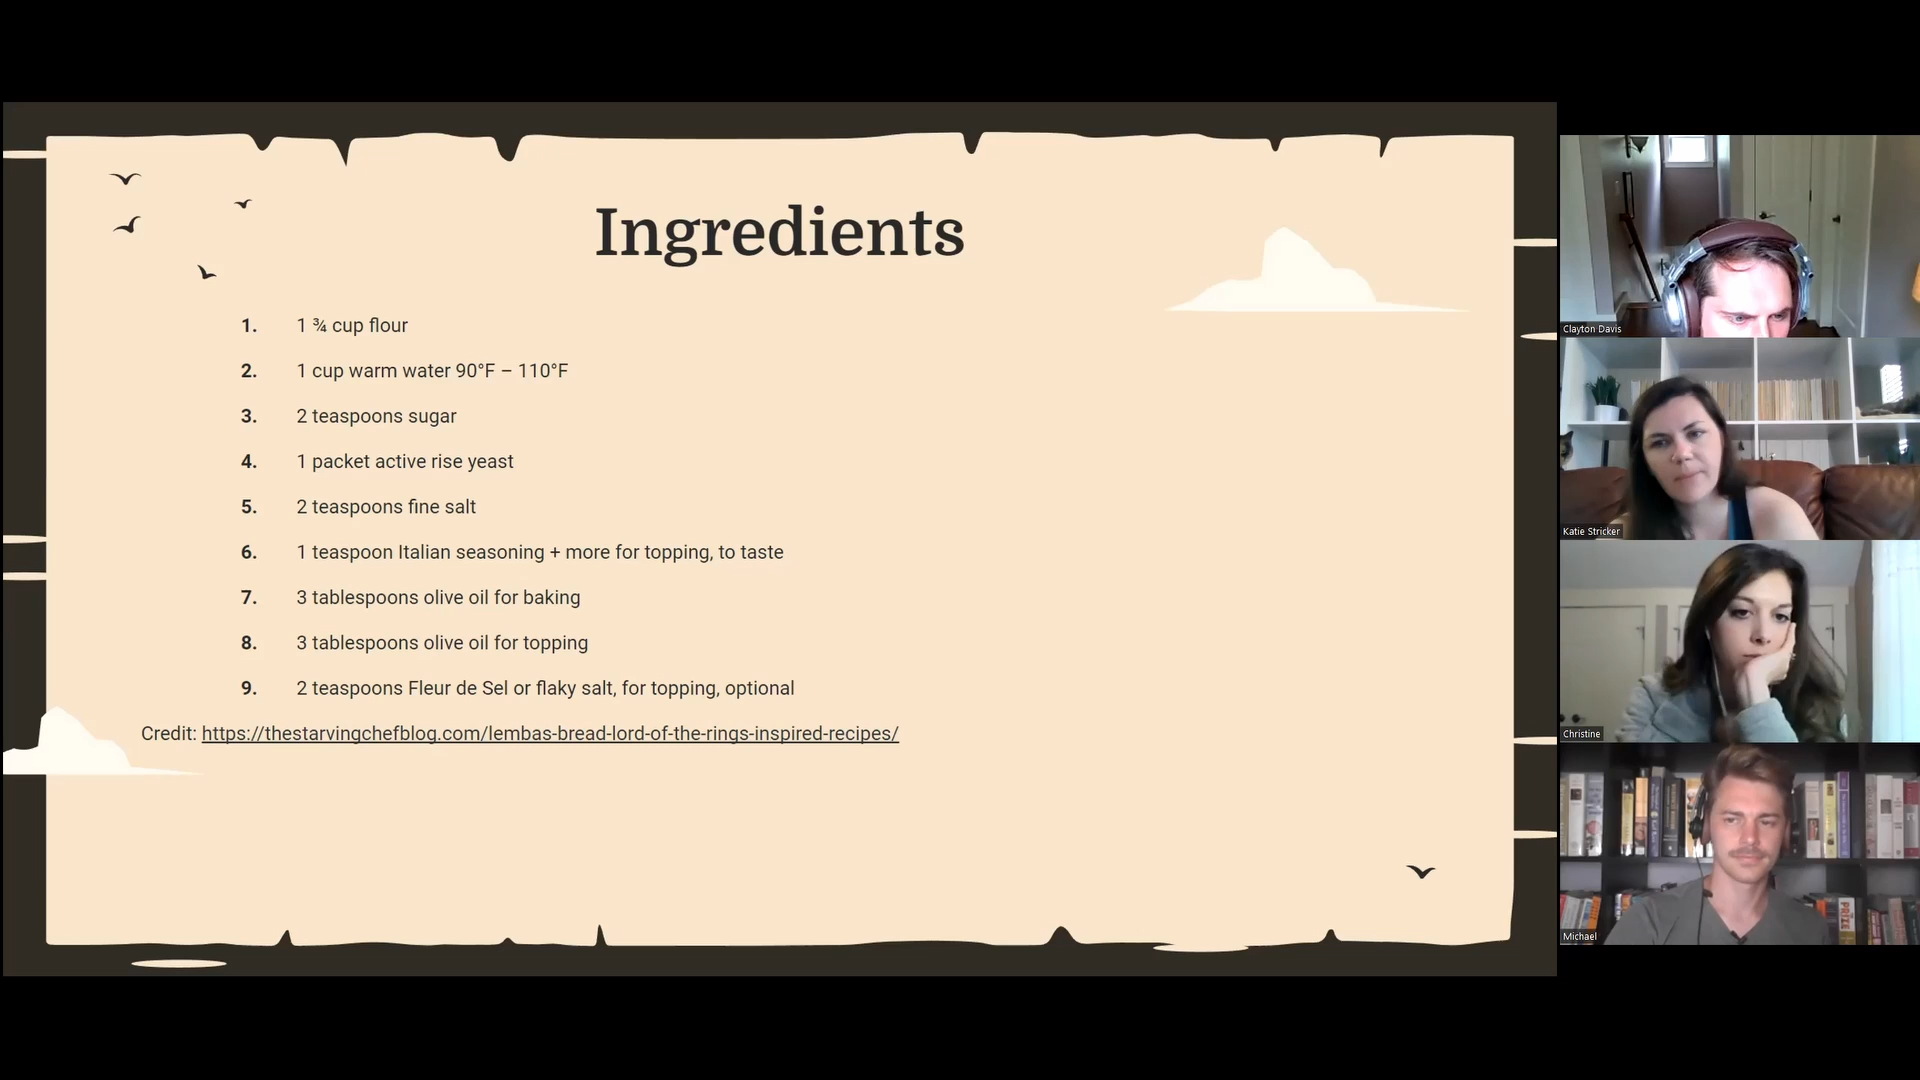 Ingredients
1. 1 ¾ cup flour
2. 1 cup warm water 90°F – 110°F
3. 2 teaspoons sugar
4. 1 packet active rise yeast
5. 2 teaspoons fine salt
6. 1 teaspoon Italian seasoning + more for topping, to taste
7. 3 tablespoons olive oil for baking
8. 3 tablespoons olive oil for topping
9. 2 teaspoons Fleur de Sel or flaky salt, for topping, optional
Credit: https://thestarvingchefblog.com/lembas-bread-lord-of-the-rings-inspired-recipes/
Clayton Davis
Katie Stricker
Christine
PRIZE
Michael